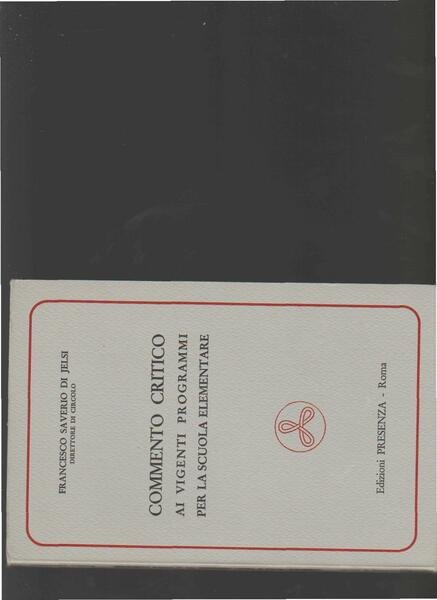 FRANCESCO SAVERIO DI JELSI
DIRETTORE DI CIRCOLO
COMMENTO CRITICO
AI VIGENTI PROGRAMMI
PER LA SCUOLA ELEMENTARE
Edizioni PRESENZA - Roma